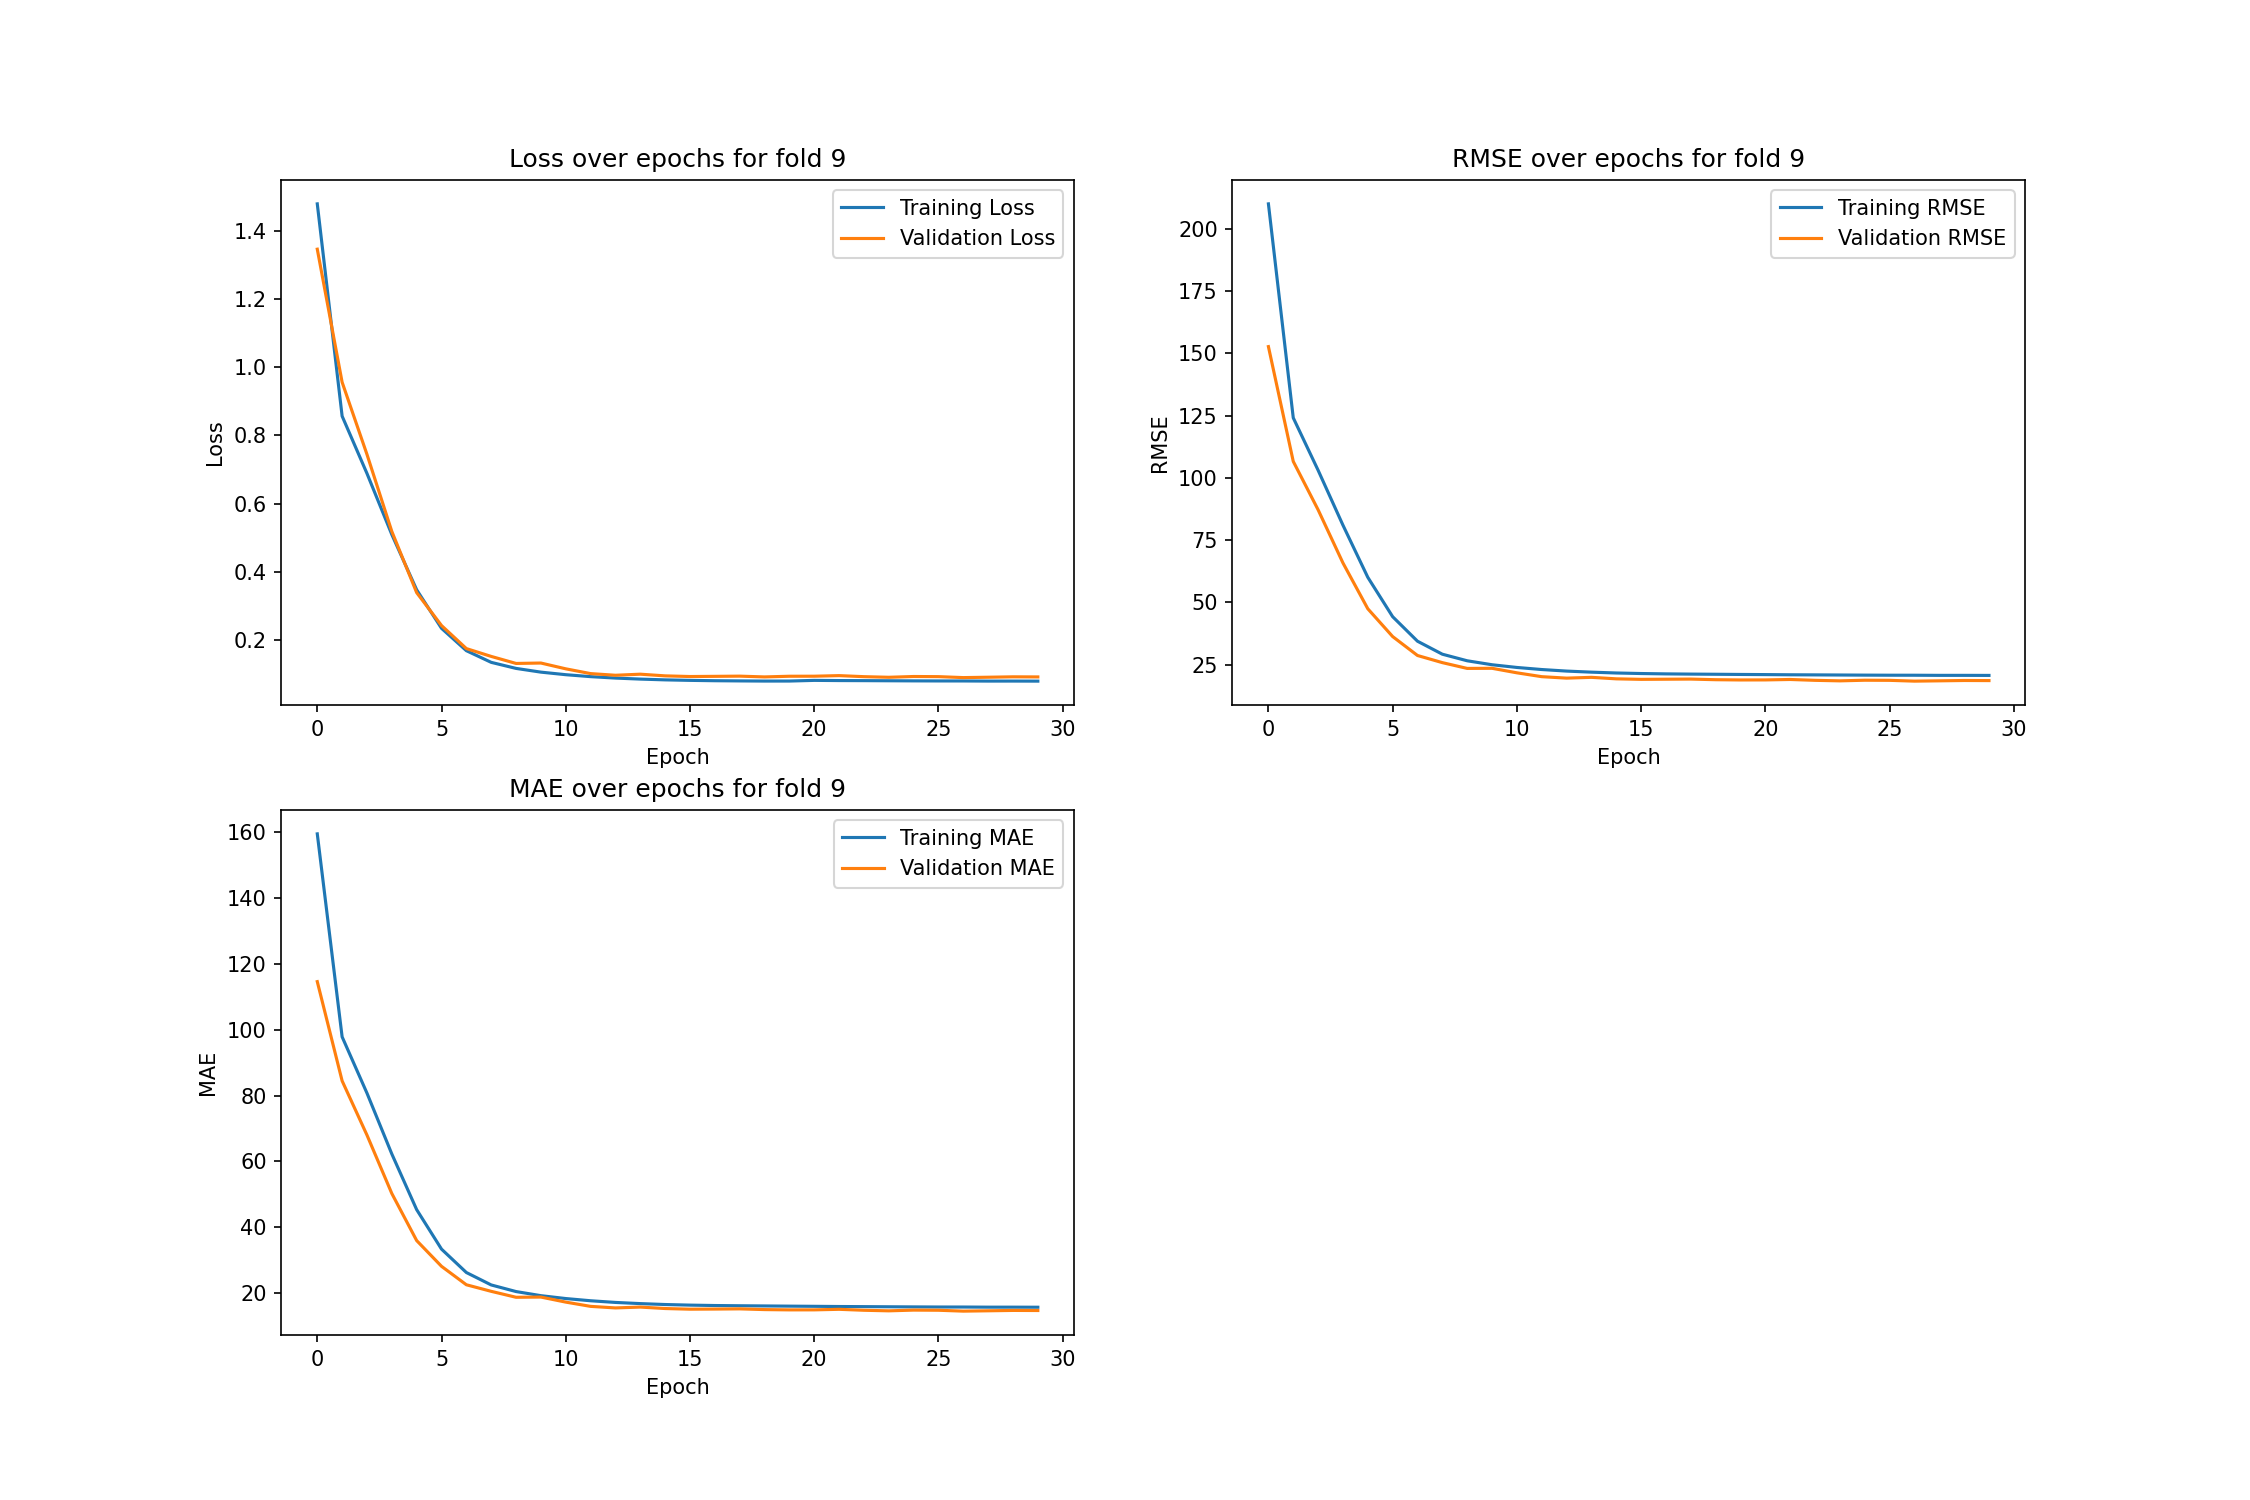 Loss over epochs for fold 9
Training Loss
Validation Loss
1.4
1.2
1.0
0.8
0.6
0.4
0.2
Loss
0 5 10 15 20 25 30
Epoch
RMSE over epochs for fold 9
Training RMSE
Validation RMSE
200
175
150
125
100
75
50
25
RMSE
0 5 10 15 20 25 30
Epoch
MAE over epochs for fold 9
Training MAE
Validation MAE
160
140
120
100
80
60
40
20
MAE
0 5 10 15 20 25 30
Epoch